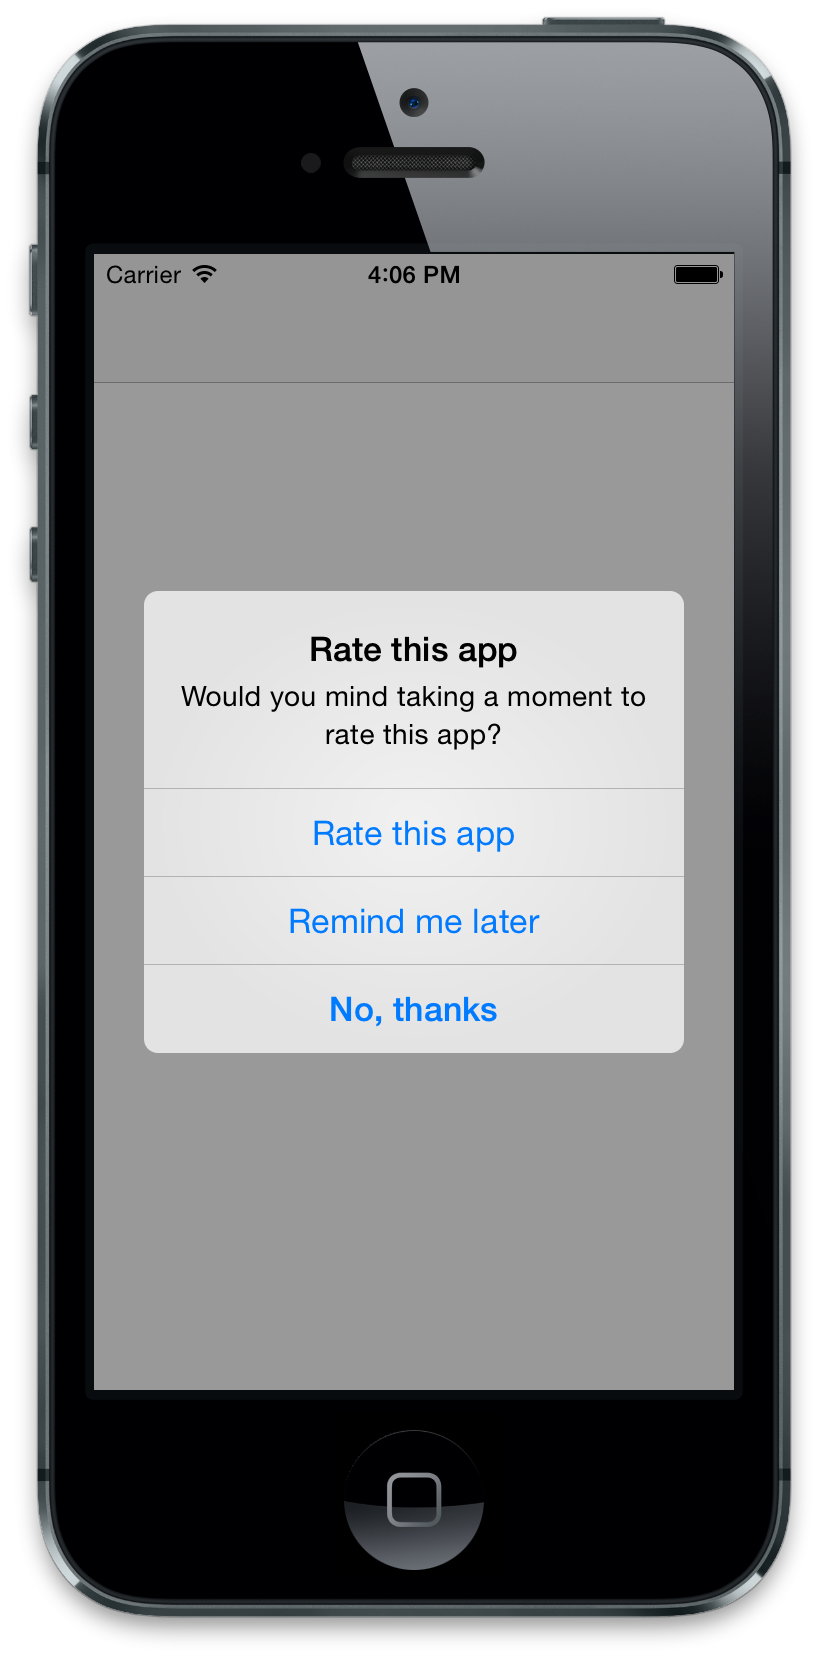 Carrier 4:06 PM
Rate this app
Would you mind taking a moment to
rate this app?
Rate this app
Remind me later
No, thanks